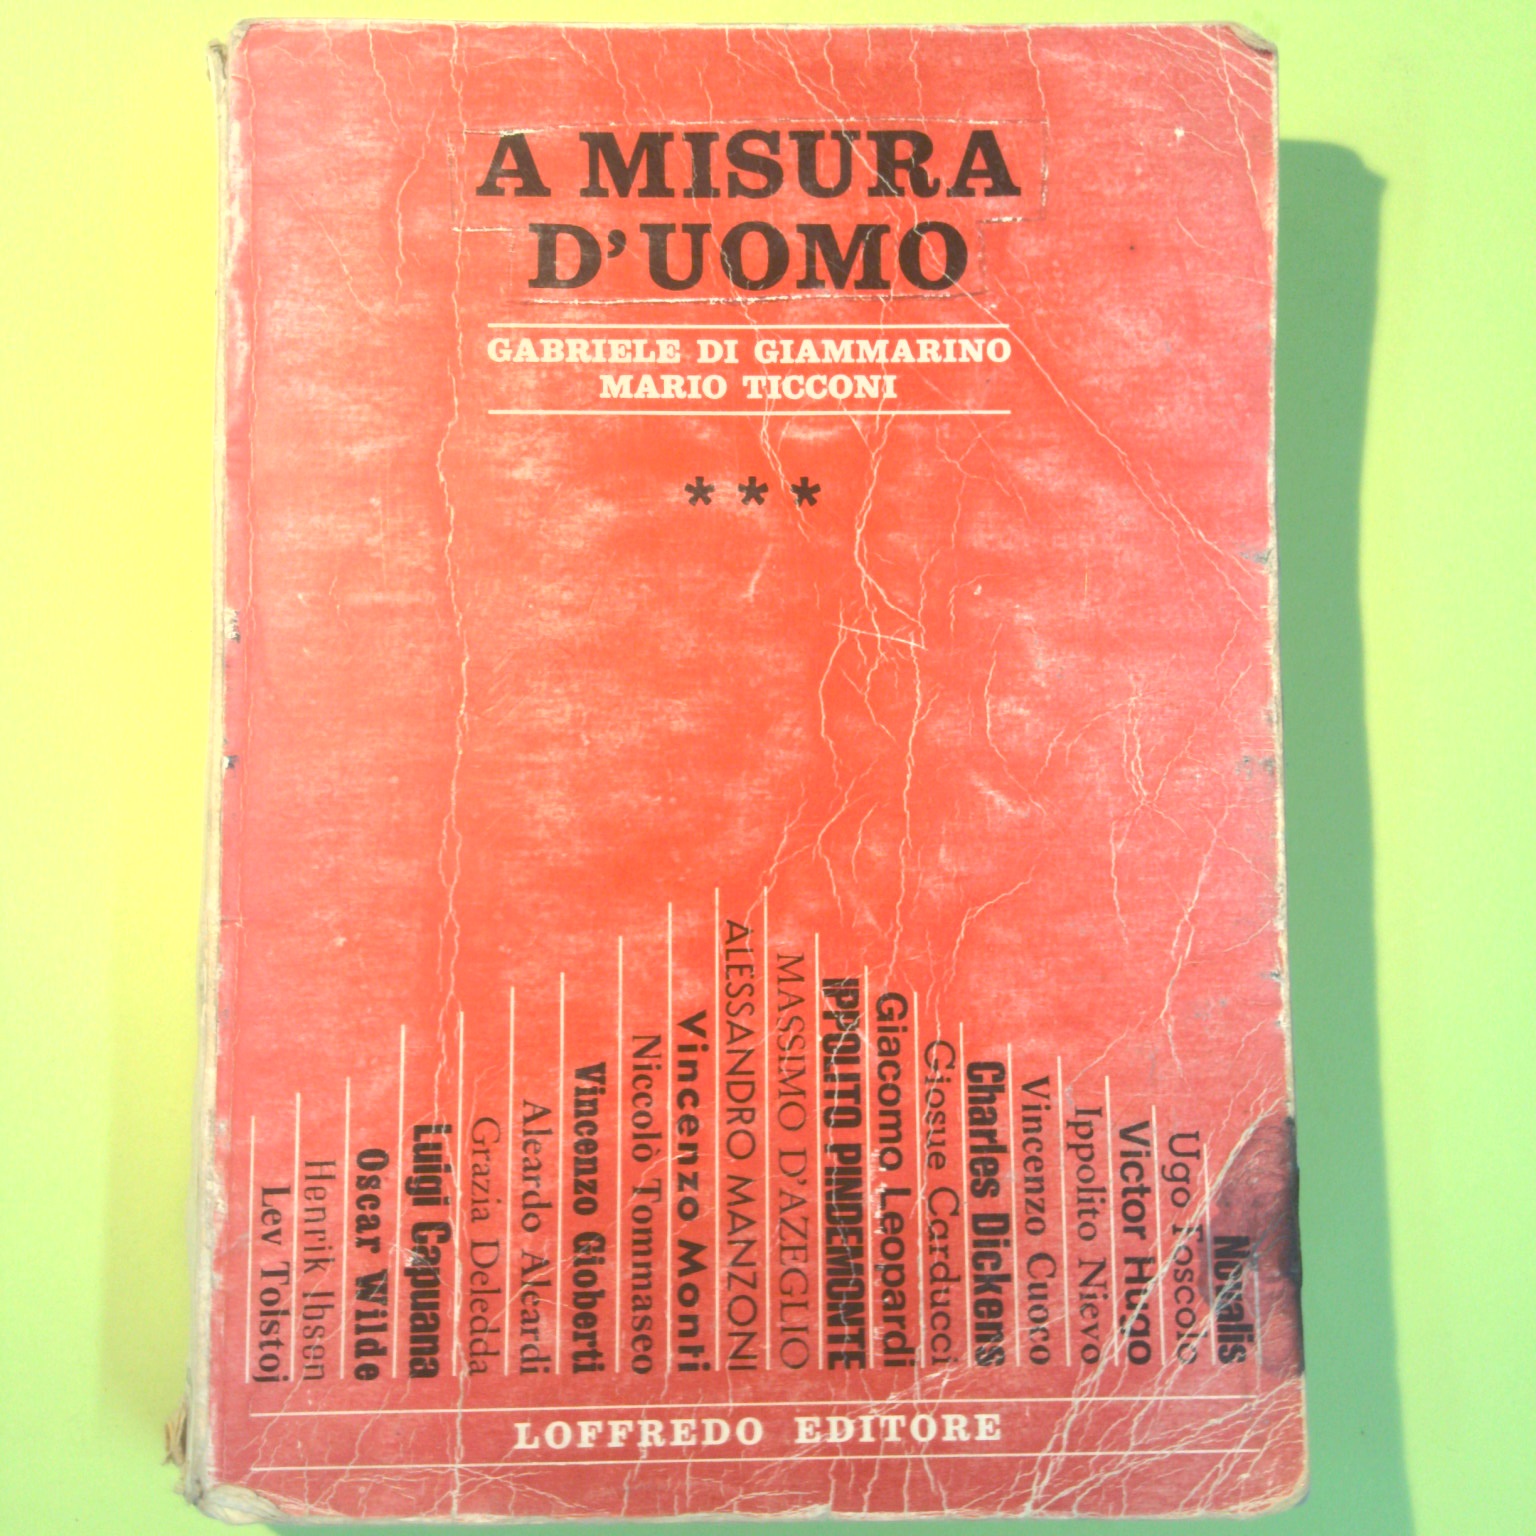 A MISURA
D'UOMO
GABRIELE DI GIAMMARINO
MARIO TICCONI
***
Lev Tolstoj
Henrik Ibsen
Oscar Wilde
Luigi Capuana
Grazia Deledda
Aleardo Aleardi
Vincenzo Gioberti
Niccolò Tommaseo
Vincenzo Monti
ALESSANDRO MANZONI
MASSIMO D'AZEGLIO
IPPOLITO PINDEMONTE
Giacomo Leopardi
Giosue Carducci
Charles Dickens
Vincenzo Cuoco
Ippolito Nievo
Victor Hugo
Ugo Foscolo
Novalis
LOFFREDO EDITORE